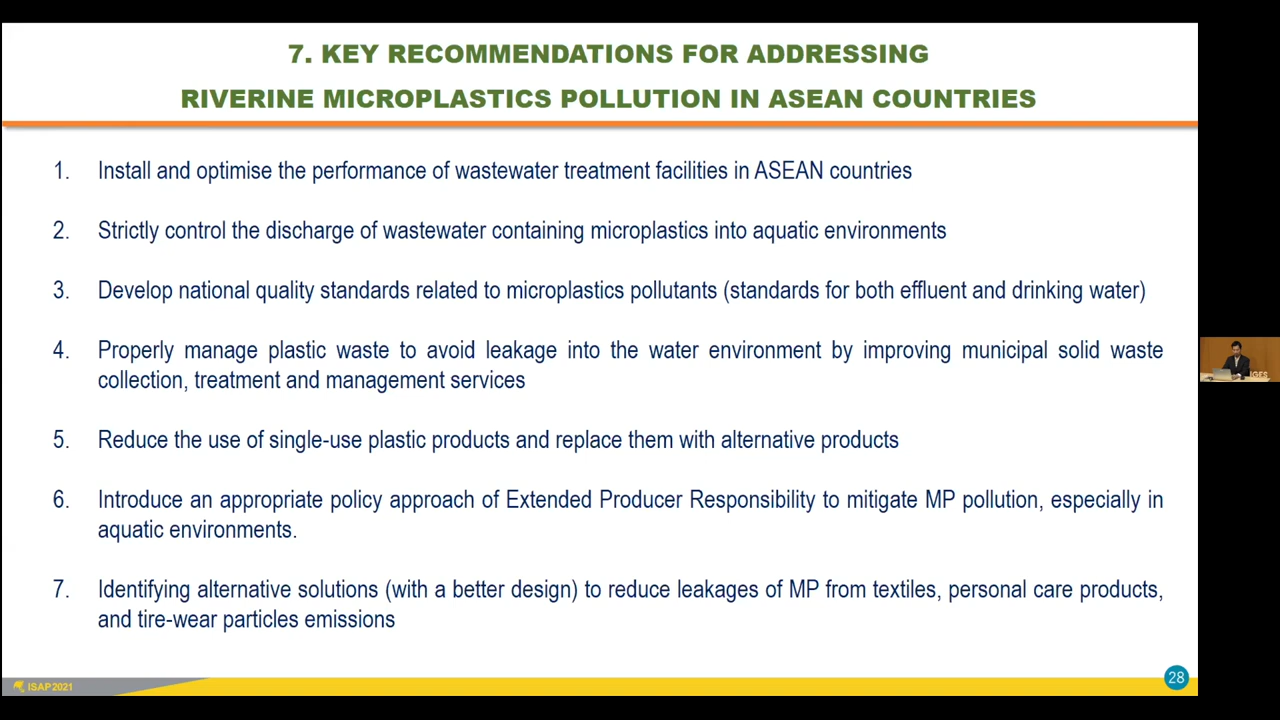 7. KEY RECOMMENDATIONS FOR ADDRESSING
RIVERINE MICROPLASTICS POLLUTION IN ASEAN COUNTRIES
1. Install and optimise the performance of wastewater treatment facilities in ASEAN countries
2. Strictly control the discharge of wastewater containing microplastics into aquatic environments
3. Develop national quality standards related to microplastics pollutants (standards for both effluent and drinking water)
4. Properly manage plastic waste to avoid leakage into the water environment by improving municipal solid waste
collection, treatment and management services
5. Reduce the use of single-use plastic products and replace them with alternative products
6. Introduce an appropriate policy approach of Extended Producer Responsibility to mitigate MP pollution, especially in
aquatic environments.
7. Identifying alternative solutions (with a better design) to reduce leakages of MP from textiles, personal care products,
and tire-wear particles emissions
ISAP2021
28
IGES